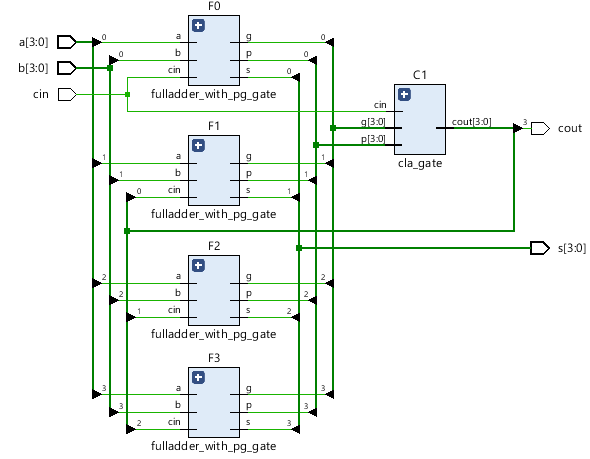 F0
a[3:0]
b[3:0]
cin
0
a
g
0
0
b
p
0
cin
s
0
fulladder_with_pg_gate
C1
cin
g[3:0]
p[3:0]
cout[3:0]
3
cout
cla_gate
F1
1
a
g
1
1
b
p
1
0
cin
s
1
fulladder_with_pg_gate
s[3:0]
F2
2
a
g
2
2
b
p
2
1
cin
s
2
fulladder_with_pg_gate
F3
3
a
g
3
3
b
p
3
2
cin
s
3
fulladder_with_pg_gate